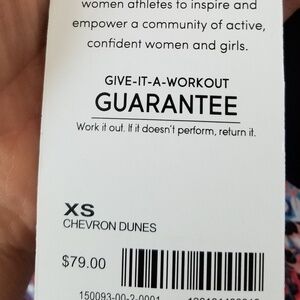 women athletes to inspire and
empower a community of active,
confident women and girls.
GIVE-IT-A-WORKOUT
GUARANTEE
Work it out. If it doesn't perform, return it.
XS
CHEVRON DUNES
$79.00
150093-00-2-0001